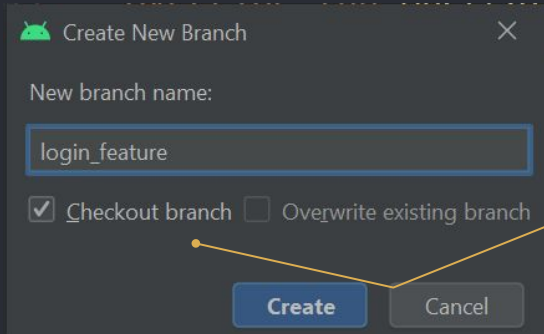 Create New Branch
New branch name:
login_feature
Checkout branch Overwrite existing branch
Create Cancel